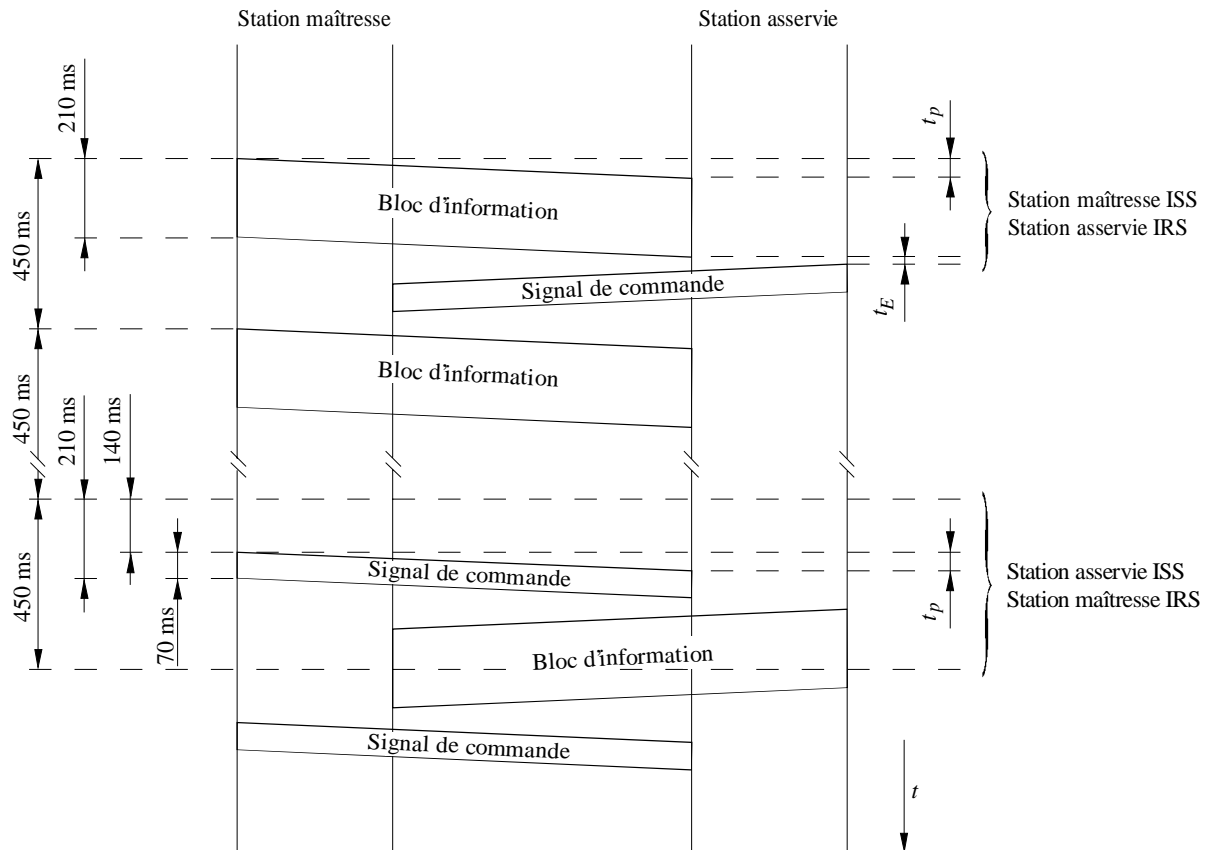 Station maîtresse
Station asservie
210 ms
t_p
450 ms
Bloc d'information
Station maîtresse ISS
Station asservie IRS
Signal de commande
t_E
Bloc d'information
450 ms
210 ms
140 ms
450 ms
70 ms
Signal de commande
t_p
Station asservie ISS
Station maîtresse IRS
Bloc d'information
Signal de commande
t